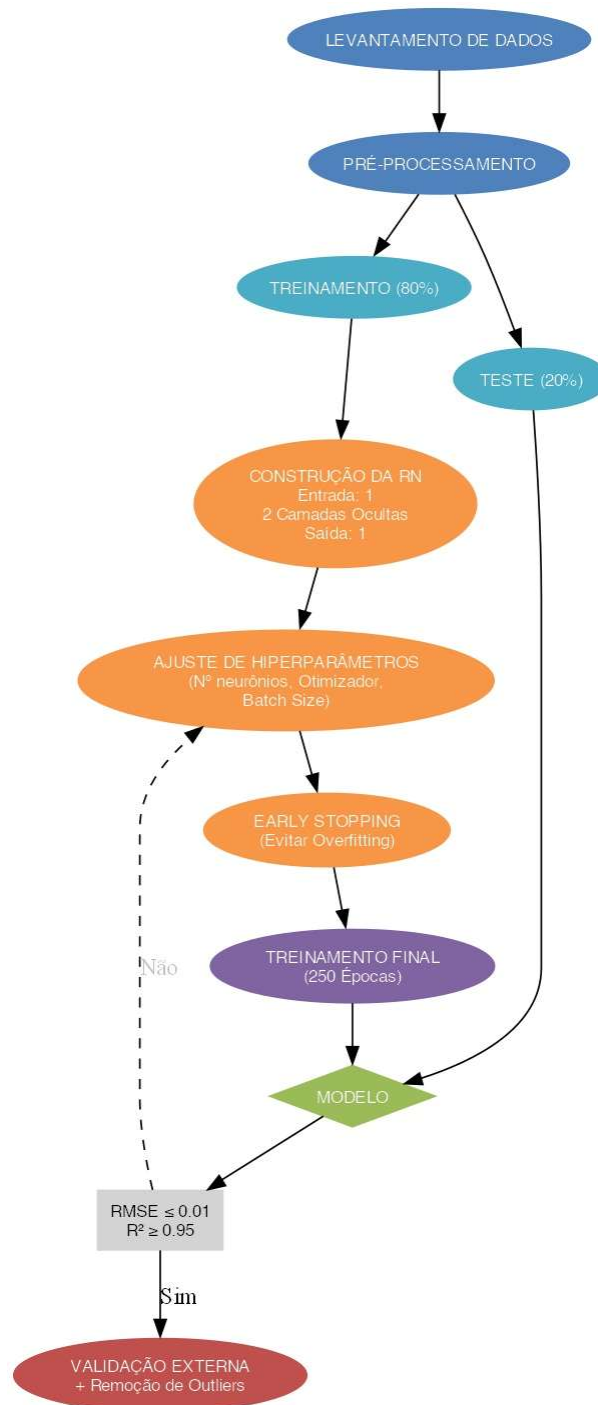 LEVANTAMENTO DE DADOS
PRÉ-PROCESSAMENTO
TREINAMENTO (80%)
TESTE (20%)
CONSTRUÇÃO DA RN
Entrada: 1
2 Camadas Ocultas
Saída: 1
AJUSTE DE HIPERPARÂMETROS
(Nº neurônios, Otimizador,
Batch Size)
EARLY STOPPING
(Evitar Overfitting)
TREINAMENTO FINAL
(250 Épocas)
Não
MODELO
RMSE ≤ 0.01
R² ≥ 0.95
Sim
VALIDAÇÃO EXTERNA
+ Remoção de Outliers